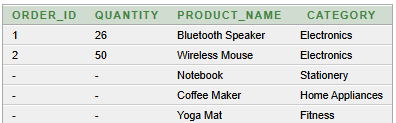 ORDER_ID QUANTITY PRODUCT_NAME CATEGORY
1 26 Bluetooth Speaker Electronics
2 50 Wireless Mouse Electronics
- - Notebook Stationery
- - Coffee Maker Home Appliances
- - Yoga Mat Fitness